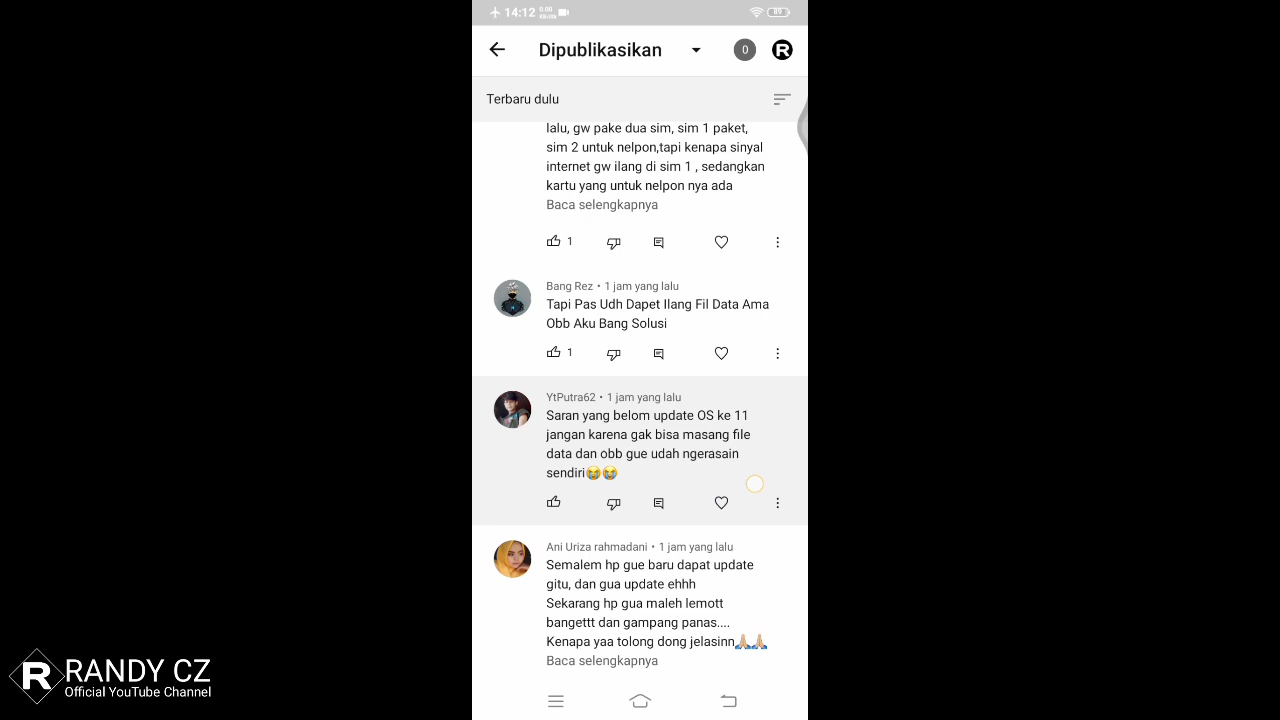 14:12 0.00 KB/s 89
Dipublikasikan 0 R
Terbaru dulu
lalu, gw pake dua sim, sim 1 paket,
sim 2 untuk nelpon,tapi kenapa sinyal
internet gw ilang di sim 1 , sedangkan
kartu yang untuk nelpon nya ada
Baca selengkapnya
1
Bang Rez • 1 jam yang lalu
Tapi Pas Udh Dapet Ilang Fil Data Ama
Obb Aku Bang Solusi
1
YtPutra62 • 1 jam yang lalu
Saran yang belom update OS ke 11
jangan karena gak bisa masang file
data dan obb gue udah ngerasain
sendiri😭😭
Ani Uriza rahmadani • 1 jam yang lalu
Semalem hp gue baru dapat update
gitu, dan gua update ehhh
Sekarang hp gua maleh lemott
bangettt dan gampang panas....
Kenapa yaa tolong dong jelasinn🙏🏼🙏🏼
Baca selengkapnya
R RANDY CZ
Official YouTube Channel